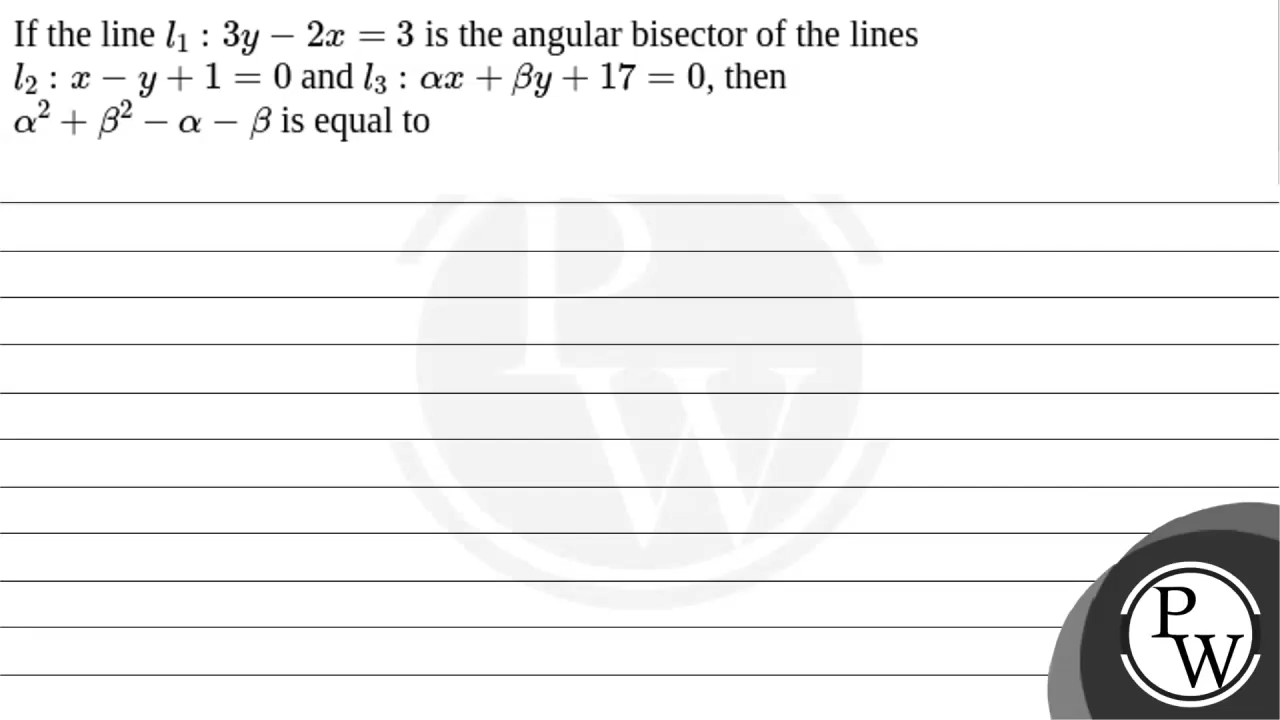 If the line l₁ : 3y − 2x = 3 is the angular bisector of the lines
l₂ : x − y + 1 = 0 and l₃ : αx + βy + 17 = 0, then
α² + β² − α − β is equal to
P
W
P
W